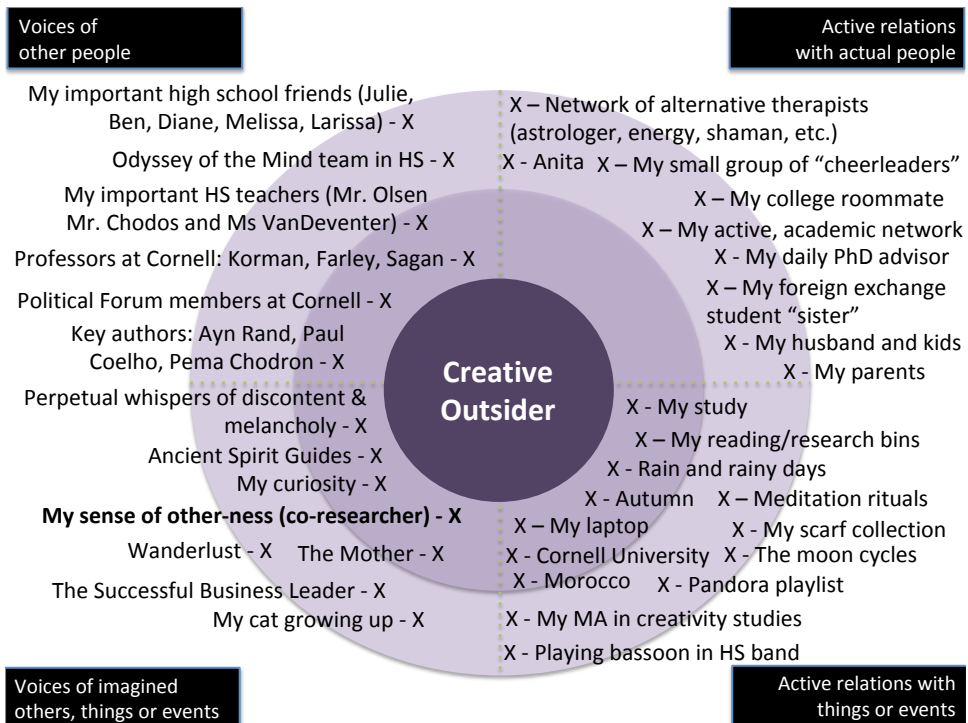 Voices of
other people
My important high school friends (Julie,
Ben, Diane, Melissa, Larissa) - X
Odyssey of the Mind team in HS - X
My important HS teachers (Mr. Olsen
Mr. Chodos and Ms VanDeventer) - X
Professors at Cornell: Korman, Farley, Sagan - X
Political Forum members at Cornell - X
Key authors: Ayn Rand, Paul
Coelho, Pema Chodron - X
Active relations
with actual people
X – Network of alternative therapists
(astrologer, energy, shaman, etc.)
X - Anita
X – My small group of “cheerleaders”
X – My college roommate
X – My active, academic network
X - My daily PhD advisor
X – My foreign exchange
student “sister”
X - My husband and kids
X - My parents
Creative
Outsider
Perpetual whispers of discontent &
melancholy - X
Ancient Spirit Guides - X
My curiosity - X
My sense of other-ness (co-researcher) - X
Wanderlust - X
The Mother - X
The Successful Business Leader - X
My cat growing up - X
Voices of imagined
others, things or events
X - My study
X – My reading/research bins
X - Rain and rainy days
X - Autumn
X – Meditation rituals
X – My laptop
X - My scarf collection
X - Cornell University
X - The moon cycles
X - Morocco
X - Pandora playlist
X - My MA in creativity studies
X - Playing bassoon in HS band
Active relations with
things or events